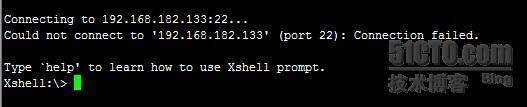 Connecting to 192.168.182.133:22...
Could not connect to '192.168.182.133' (port 22): Connection failed.
Type `help' to learn how to use Xshell prompt.
Xshell:\>
51CTO.com
技术博客 Blog